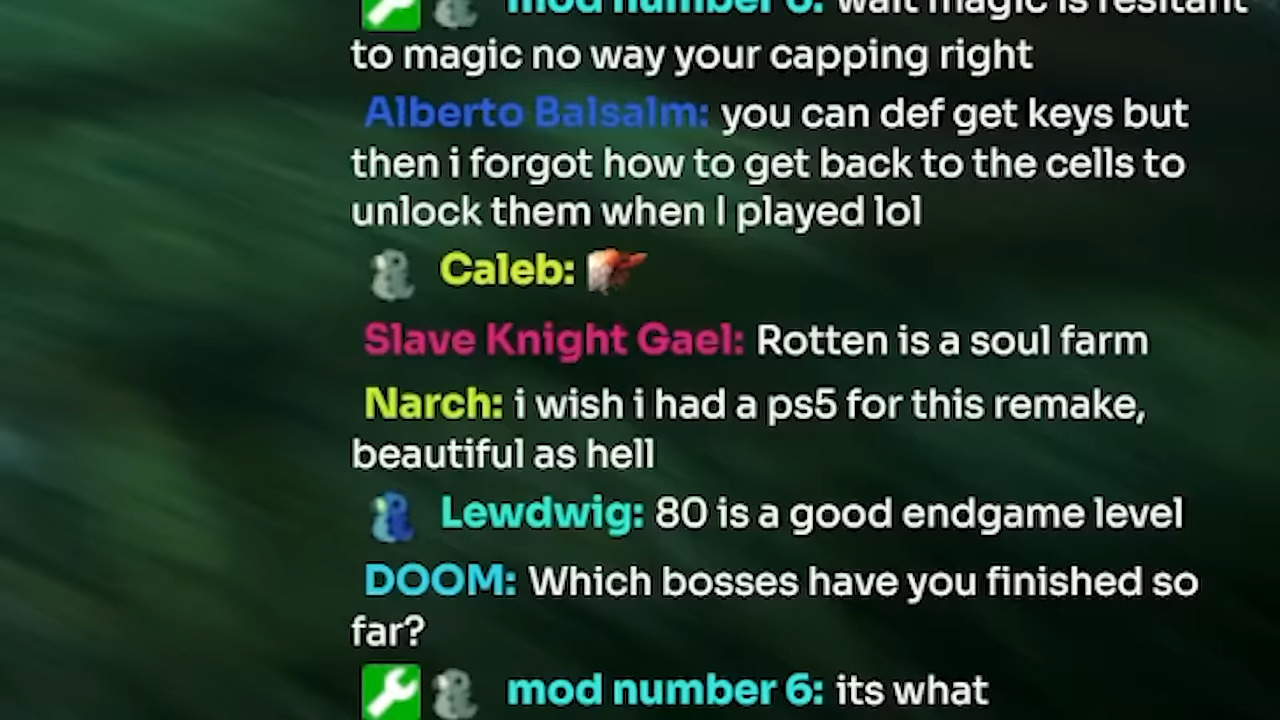 mod number 6: wait magic is resitant
to magic no way your capping right
Alberto Balsalm: you can def get keys but
then i forgot how to get back to the cells to
unlock them when I played lol
Caleb:
Slave Knight Gael: Rotten is a soul farm
Narch: i wish i had a ps5 for this remake,
beautiful as hell
Lewdwig: 80 is a good endgame level
DOOM: Which bosses have you finished so
far?
mod number 6: its what